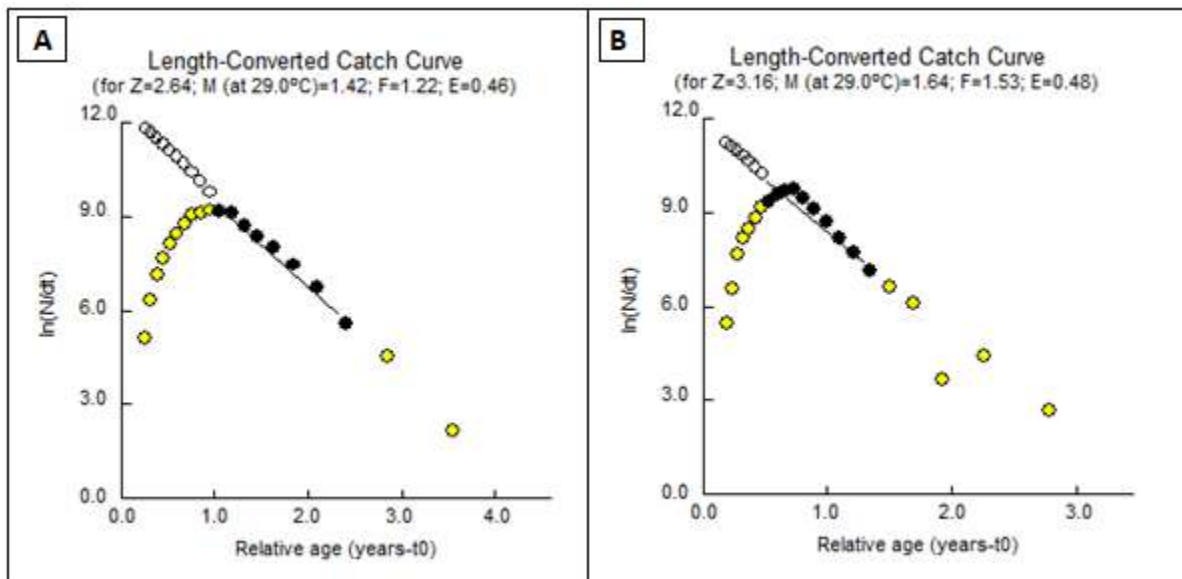 A
Length-Converted Catch Curve
(for Z=2.64; M (at 29.0ºC)=1.42; F=1.22; E=0.46)
12.0
9.0
6.0
3.0
0.0
ln(N/dt)
0.0 1.0 2.0 3.0 4.0
Relative age (years-t0)
B
Length-Converted Catch Curve
(for Z=3.16; M (at 29.0ºC)=1.64; F=1.53; E=0.48)
12.0
9.0
6.0
3.0
0.0
ln(N/dt)
0.0 1.0 2.0 3.0
Relative age (years-t0)